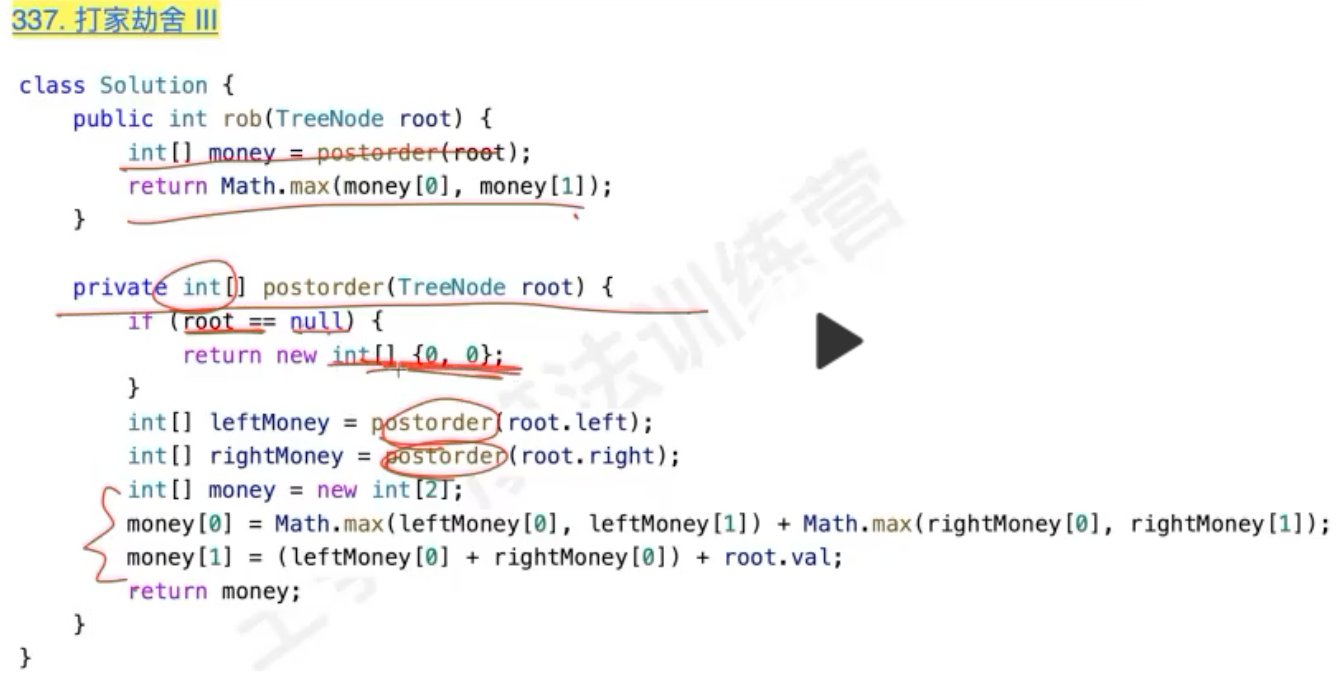 337. 打家劫舍 III
class Solution {
    public int rob(TreeNode root) {
        int[] money = postorder(root);
        return Math.max(money[0], money[1]);
    }
    private int[] postorder(TreeNode root) {
        if (root == null) {
            return new int[] {0, 0};
        }
        int[] leftMoney = postorder(root.left);
        int[] rightMoney = postorder(root.right);
        int[] money = new int[2];
        money[0] = Math.max(leftMoney[0], leftMoney[1]) + Math.max(rightMoney[0], rightMoney[1]);
        money[1] = (leftMoney[0] + rightMoney[0]) + root.val;
        return money;
    }
}
法训练营